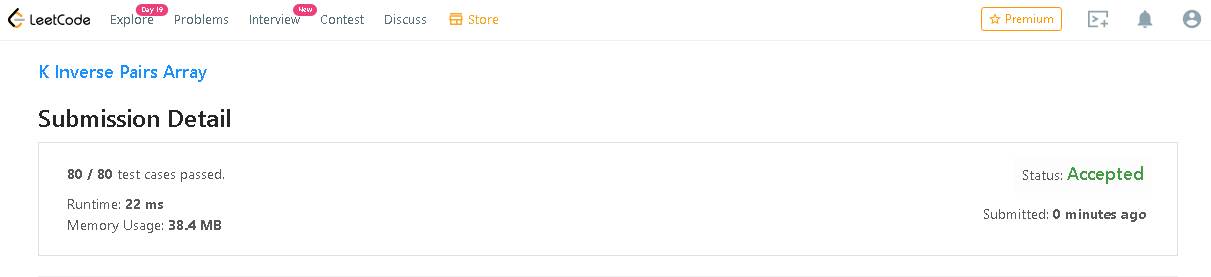 Day 19 New
LeetCode Explore Problems Interview Contest Discuss Store Premium
K Inverse Pairs Array
Submission Detail
80 / 80 test cases passed. Status: Accepted
Runtime: 22 ms
Memory Usage: 38.4 MB
Submitted: 0 minutes ago